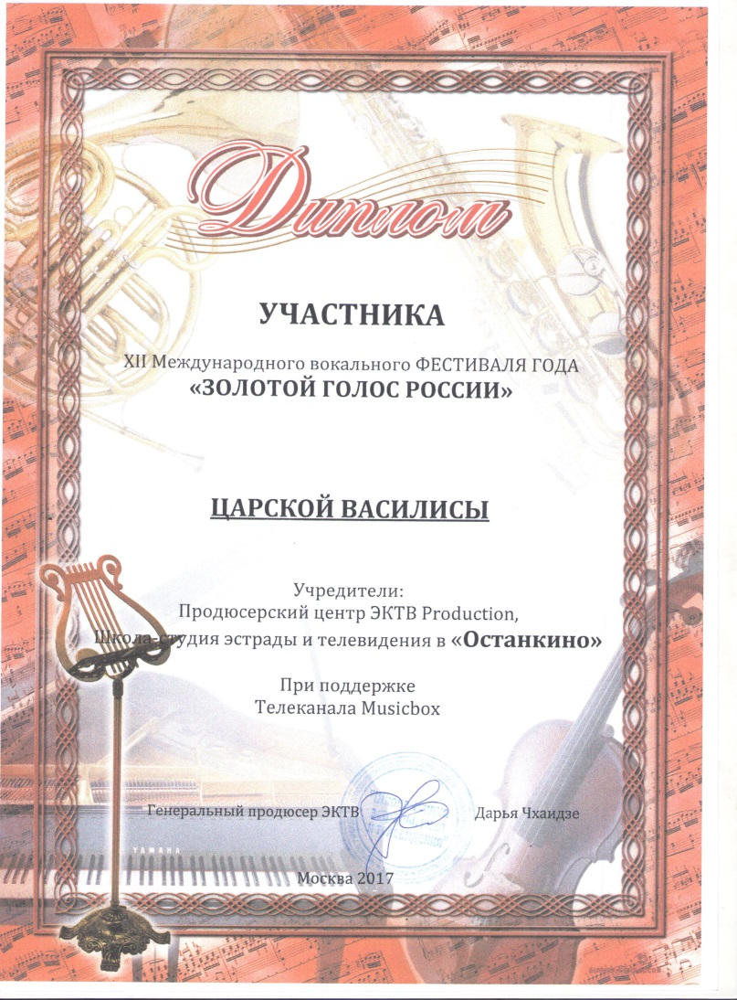 Диплом
УЧАСТНИКА
XII Международного вокального ФЕСТИВАЛЯ ГОДА
«ЗОЛОТОЙ ГОЛОС РОССИИ»
ЦАРСКОЙ ВАСИЛИСЫ
Учредители:
Продюсерский центр ЭКТВ Production,
Школа-студия эстрады и телевидения в «Останкино»
При поддержке
Телеканала Musicbox
Генеральный продюсер ЭКТВ Дарья Чхаидзе
YAMAHA
Москва 2017